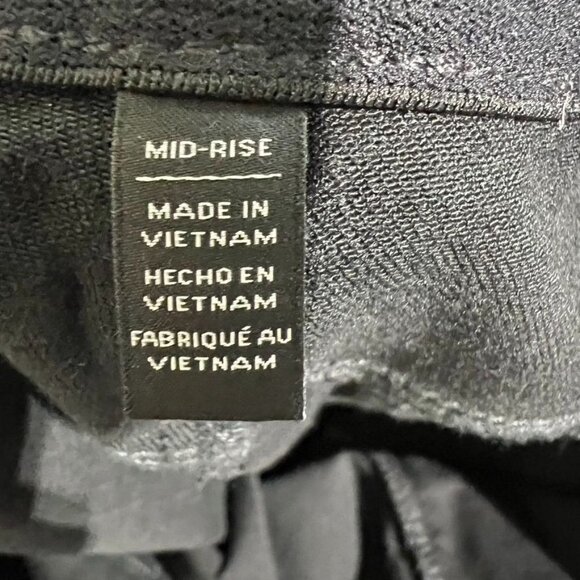 MID-RISE
MADE IN
VIETNAM
HECHO EN
VIETNAM
FABRIQUÉ AU
VIETNAM